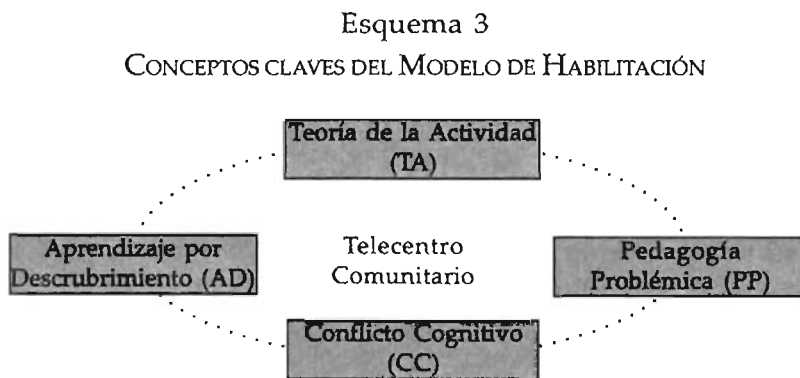 Esquema 3
CONCEPTOS CLAVES DEL MODELO DE HABILITACIÓN
Teoría de la Actividad
(TA)
Aprendizaje por
Descrubrimiento (AD)
Telecentro
Comunitario
Pedagogía
Problémica (PP)
Conflicto Cognitivo
(CC)